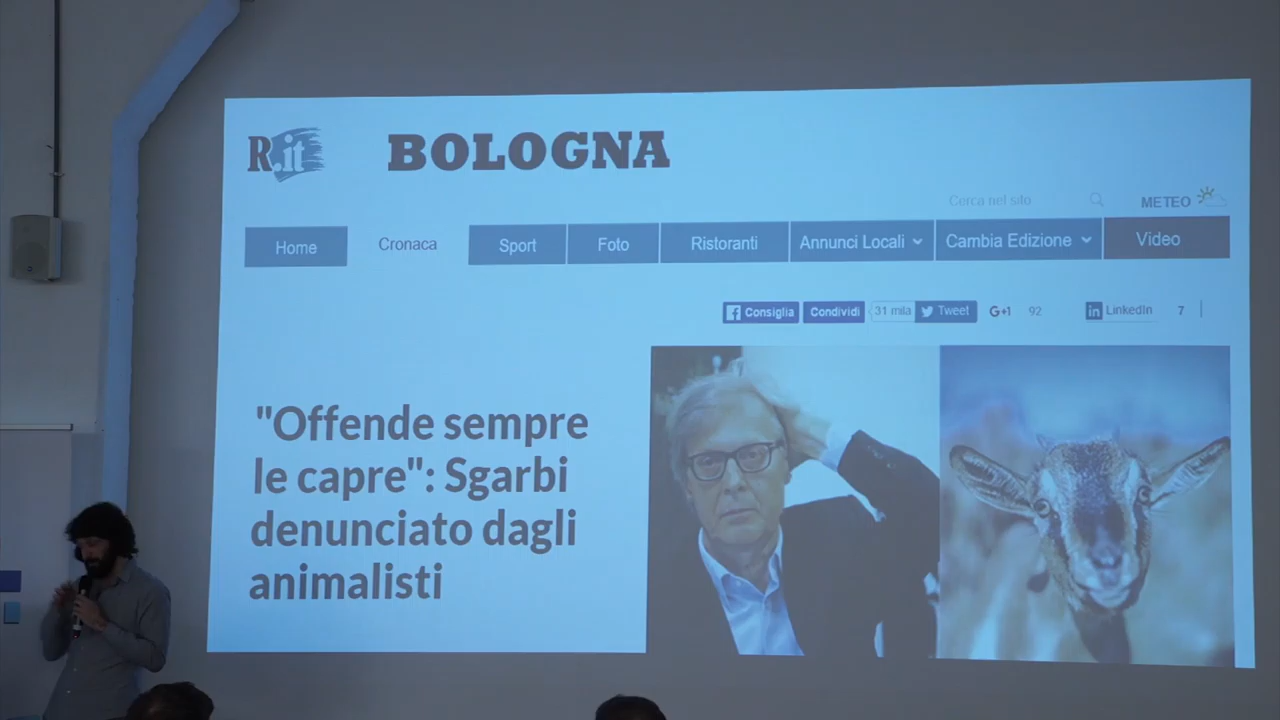 R.it
BOLOGNA
Cerca nel sito
METEO
Home
Cronaca
Sport
Foto
Ristoranti
Annunci Locali
Cambia Edizione
Video
Consiglia
Condividi
31 mila
Tweet
G+1
92
in LinkedIn
7
"Offende sempre
le capre": Sgarbi
denunciato dagli
animalisti